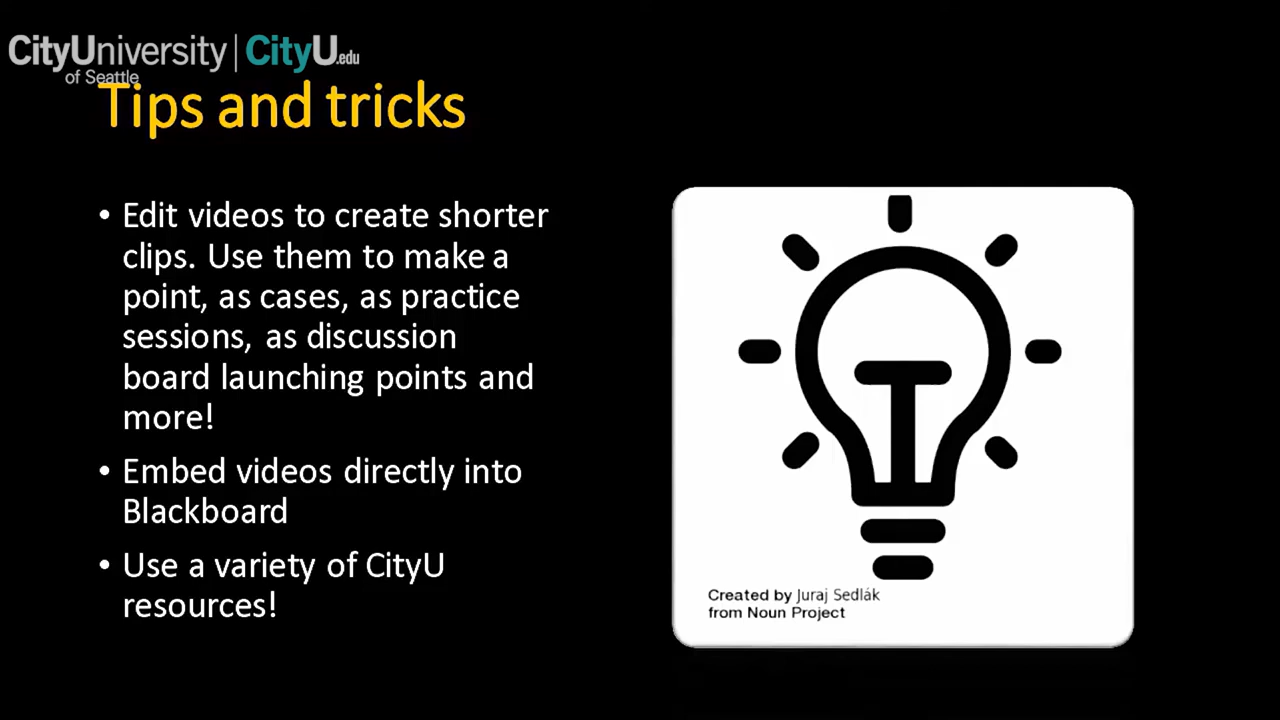 CityUniversity | CityU.edu
of Seattle
Tips and tricks
• Edit videos to create shorter
clips. Use them to make a
point, as cases, as practice
sessions, as discussion
board launching points and
more!
• Embed videos directly into
Blackboard
• Use a variety of CityU
resources!
Created by Juraj Sedlák
from Noun Project